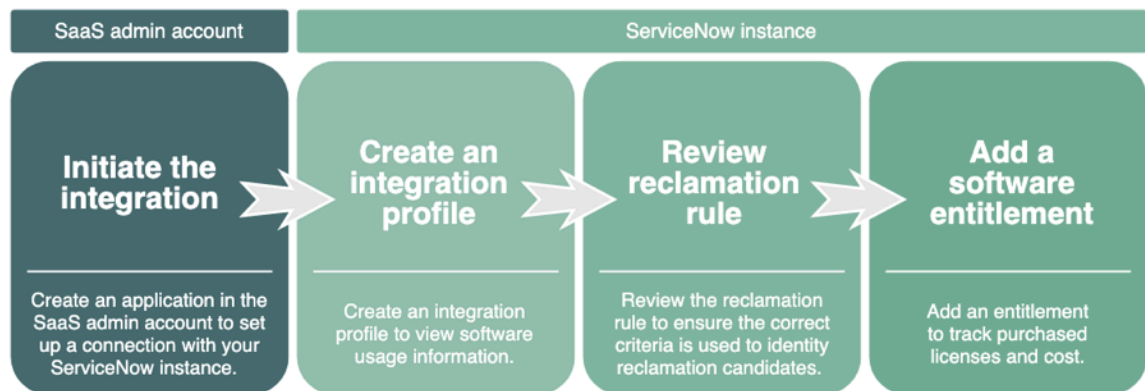 SaaS admin account
ServiceNow instance
Initiate the
integration
Create an application in the
SaaS admin account to set
up a connection with your
ServiceNow instance.
Create an
integration
profile
Create an integration
profile to view software
usage information.
Review
reclamation
rule
Review the reclamation
rule to ensure the correct
criteria is used to identity
reclamation candidates.
Add a
software
entitlement
Add an entitlement
to track purchased
licenses and cost.